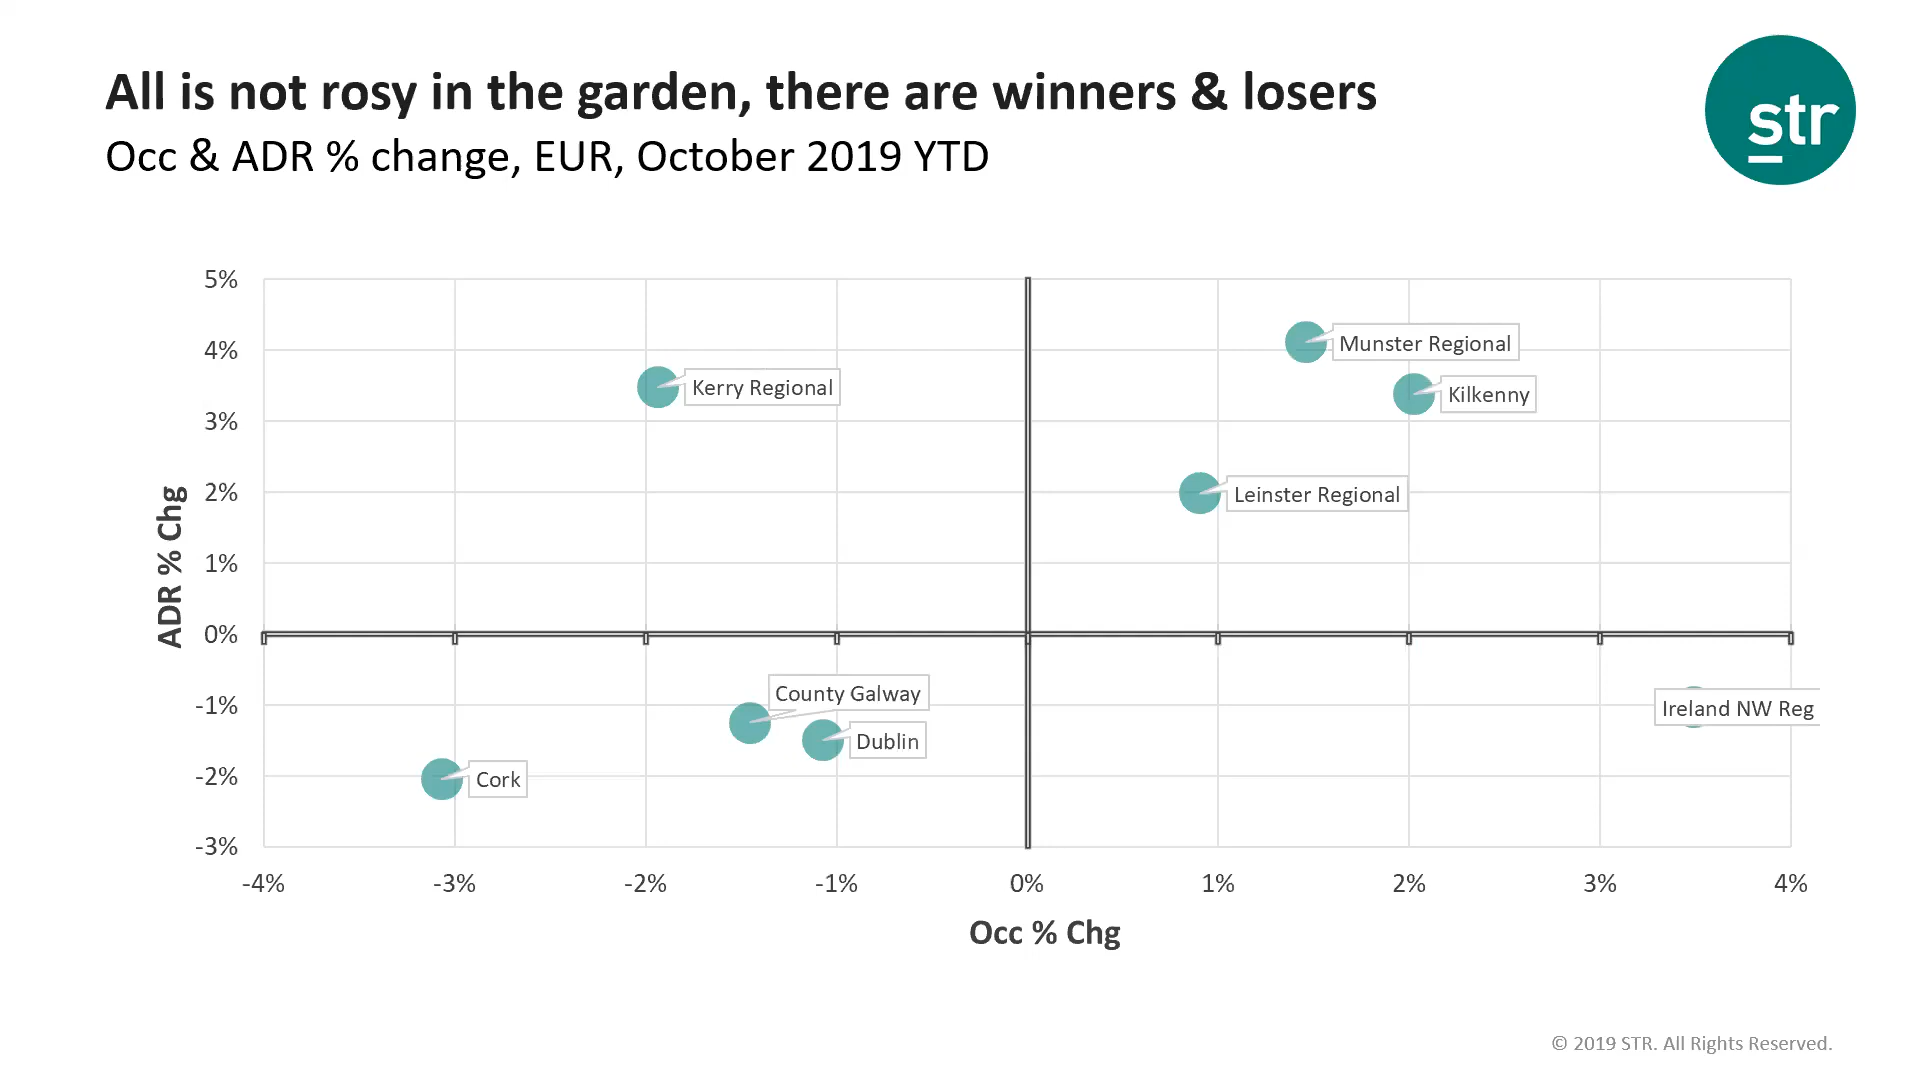 All is not rosy in the garden, there are winners & losers
Occ & ADR % change, EUR, October 2019 YTD
str
5%
4%
3%
2%
1%
0%
-1%
-2%
-3%
ADR % Chg
Munster Regional
Kerry Regional
Kilkenny
Leinster Regional
County Galway
Ireland NW Reg
Dublin
Cork
-4%
-3%
-2%
-1%
0%
1%
2%
3%
4%
Occ % Chg
© 2019 STR. All Rights Reserved.